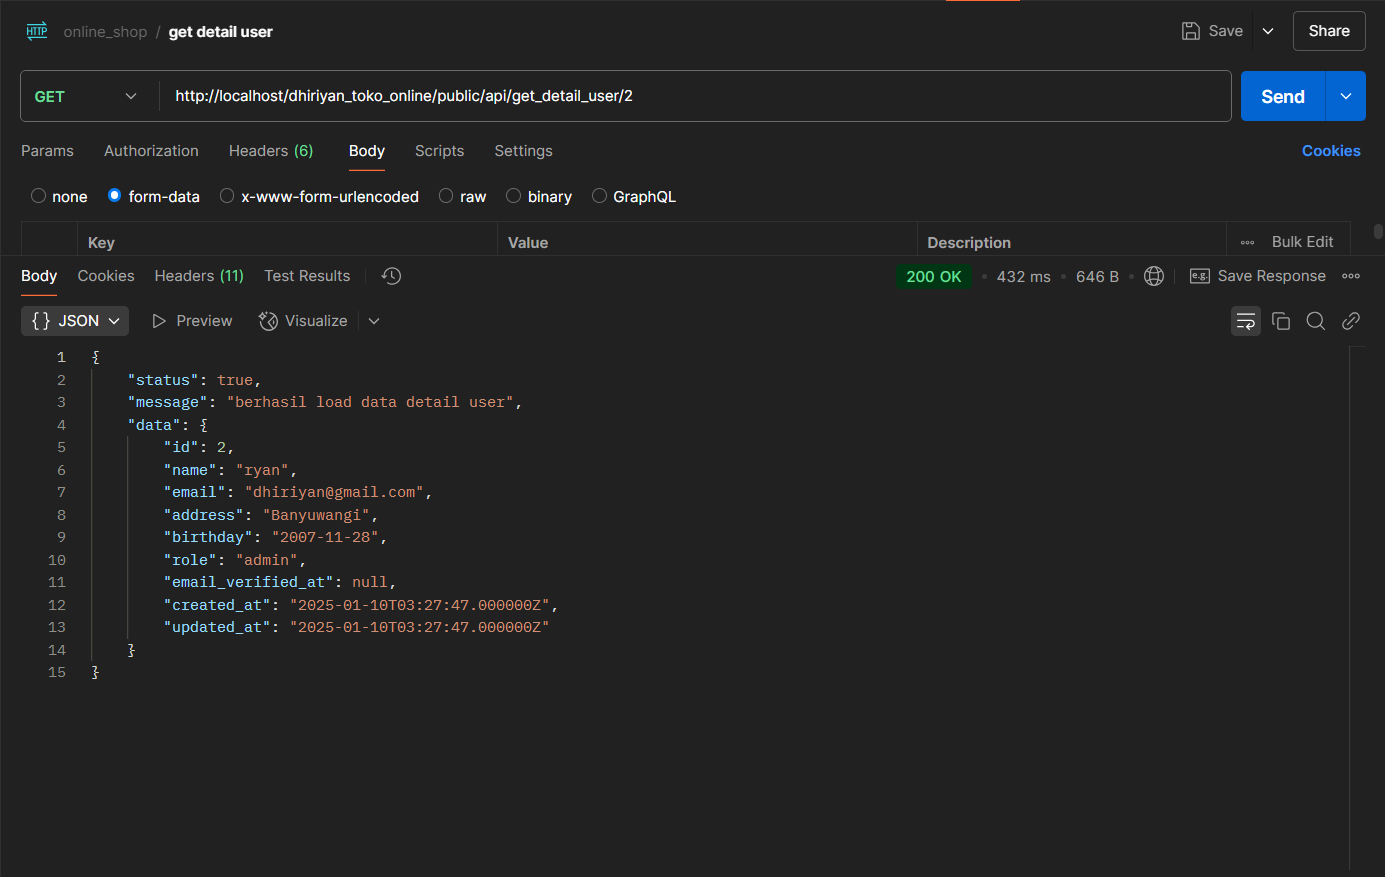 HTTP online_shop / get detail user Save Share
GET http://localhost/dhiriyan_toko_online/public/api/get_detail_user/2 Send
Params Authorization Headers (6) Body Scripts Settings Cookies
none form-data x-www-form-urlencoded raw binary GraphQL
Key Value Description Bulk Edit
Body Cookies Headers (11) Test Results 200 OK 432 ms 646 B e.g. Save Response
{} JSON Preview Visualize
1 {
2 "status": true,
3 "message": "berhasil load data detail user",
4 "data": {
5 "id": 2,
6 "name": "ryan",
7 "email": "dhiriyan@gmail.com",
8 "address": "Banyuwangi",
9 "birthday": "2007-11-28",
10 "role": "admin",
11 "email_verified_at": null,
12 "created_at": "2025-01-10T03:27:47.000000Z",
13 "updated_at": "2025-01-10T03:27:47.000000Z"
14 }
15 }